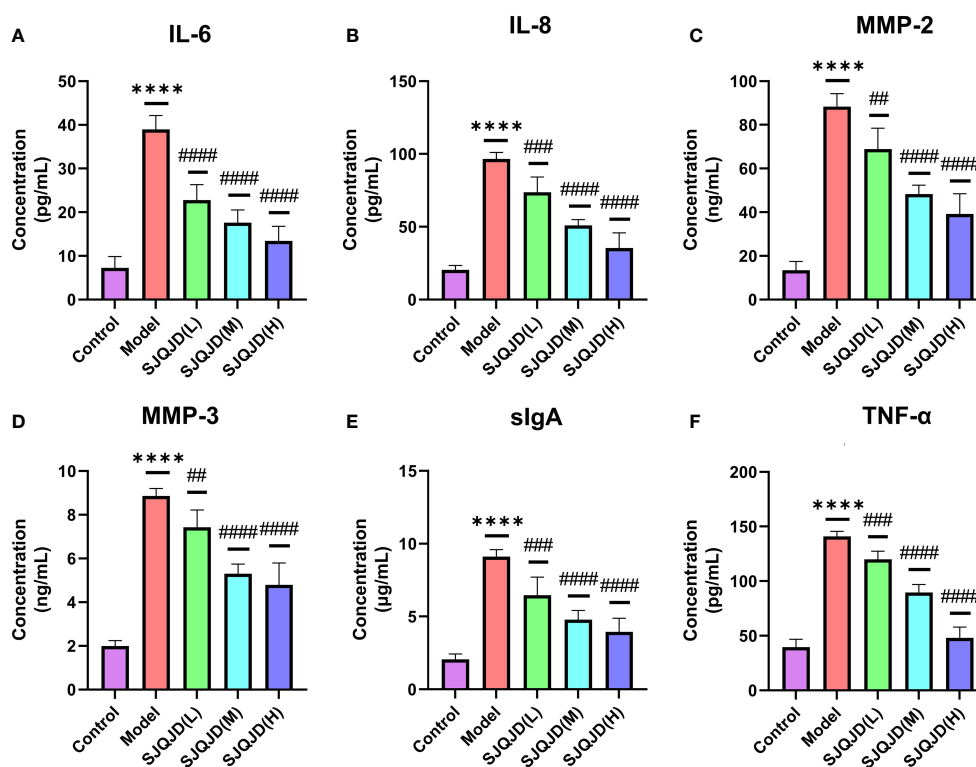 A
IL-6
Concentration
(pg/mL)
50
40
30
20
10
0
****
####
####
####
Control
Model
SJQJD(L)
SJQJD(M)
SJQJD(H)
B
IL-8
Concentration
(pg/mL)
150
100
50
0
****
###
####
####
Control
Model
SJQJD(L)
SJQJD(M)
SJQJD(H)
C
MMP-2
Concentration
(ng/mL)
100
80
60
40
20
0
****
##
####
####
Control
Model
SJQJD(L)
SJQJD(M)
SJQJD(H)
D
MMP-3
Concentration
(ng/mL)
10
8
6
4
2
0
****
##
####
####
Control
Model
SJQJD(L)
SJQJD(M)
SJQJD(H)
E
sIgA
Concentration
(μg/mL)
15
10
5
0
****
###
####
####
Control
Model
SJQJD(L)
SJQJD(M)
SJQJD(H)
F
TNF-α
Concentration
(pg/mL)
200
150
100
50
0
****
###
####
####
Control
Model
SJQJD(L)
SJQJD(M)
SJQJD(H)